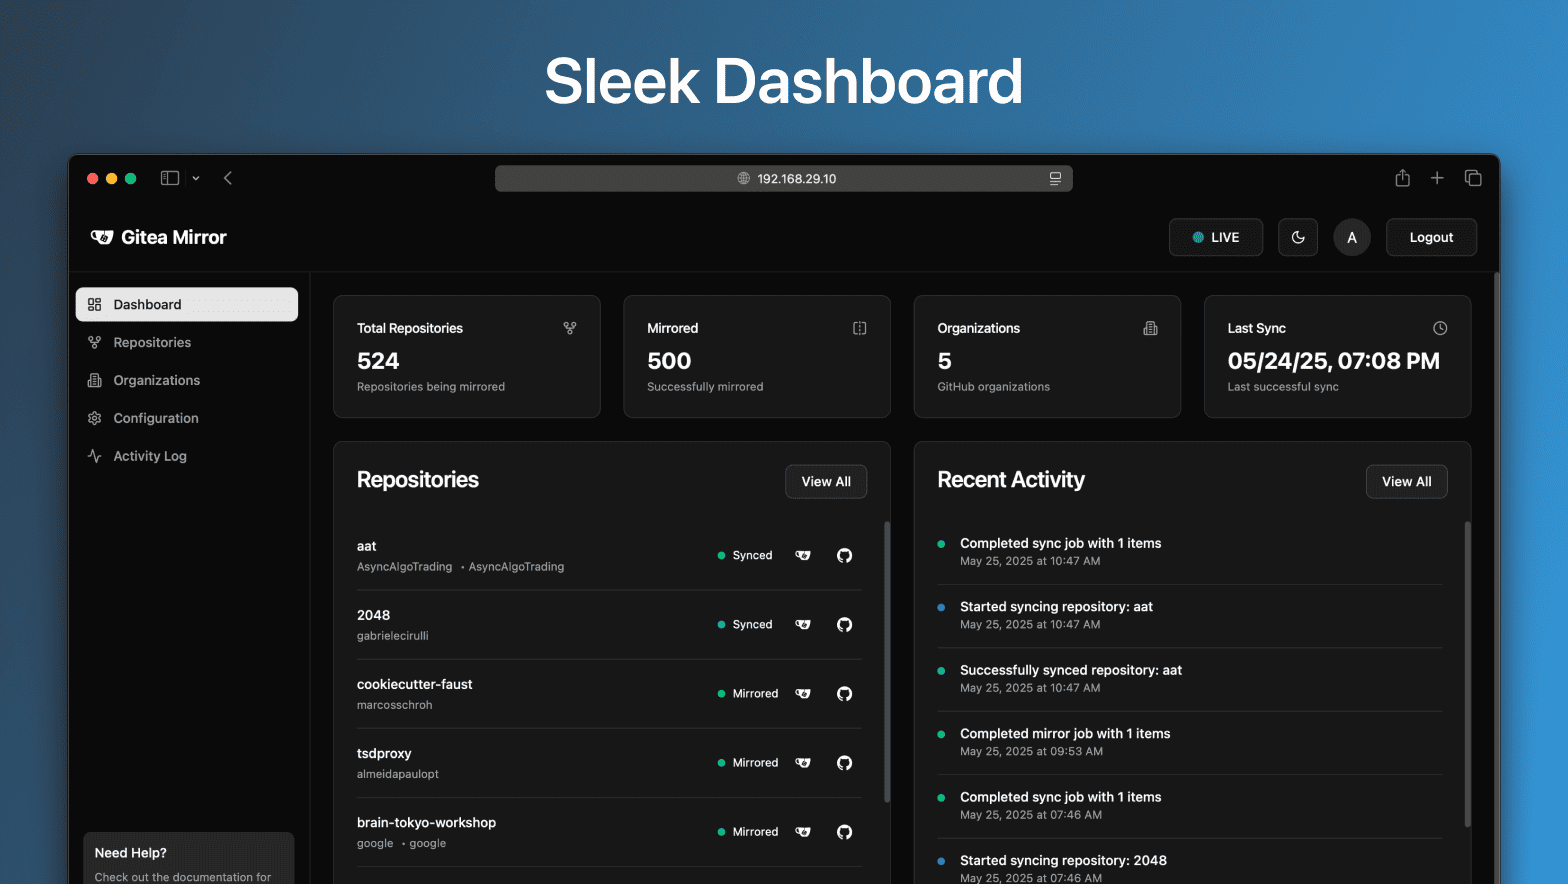 Sleek Dashboard
192.168.29.10
Gitea Mirror
LIVE
A
Logout
Dashboard
Repositories
Organizations
Configuration
Activity Log
Need Help?
Check out the documentation for
Total Repositories
524
Repositories being mirrored
Mirrored
500
Successfully mirrored
Organizations
5
GitHub organizations
Last Sync
05/24/25, 07:08 PM
Last successful sync
Repositories
View All
aat
AsyncAlgoTrading • AsyncAlgoTrading
Synced
2048
gabrielecirulli
Synced
cookiecutter-faust
marcosschroh
Mirrored
tsdproxy
almeidapaulopt
Mirrored
brain-tokyo-workshop
google • google
Mirrored
Recent Activity
View All
Completed sync job with 1 items
May 25, 2025 at 10:47 AM
Started syncing repository: aat
May 25, 2025 at 10:47 AM
Successfully synced repository: aat
May 25, 2025 at 10:47 AM
Completed mirror job with 1 items
May 25, 2025 at 09:53 AM
Completed sync job with 1 items
May 25, 2025 at 07:46 AM
Started syncing repository: 2048
May 25, 2025 at 07:46 AM